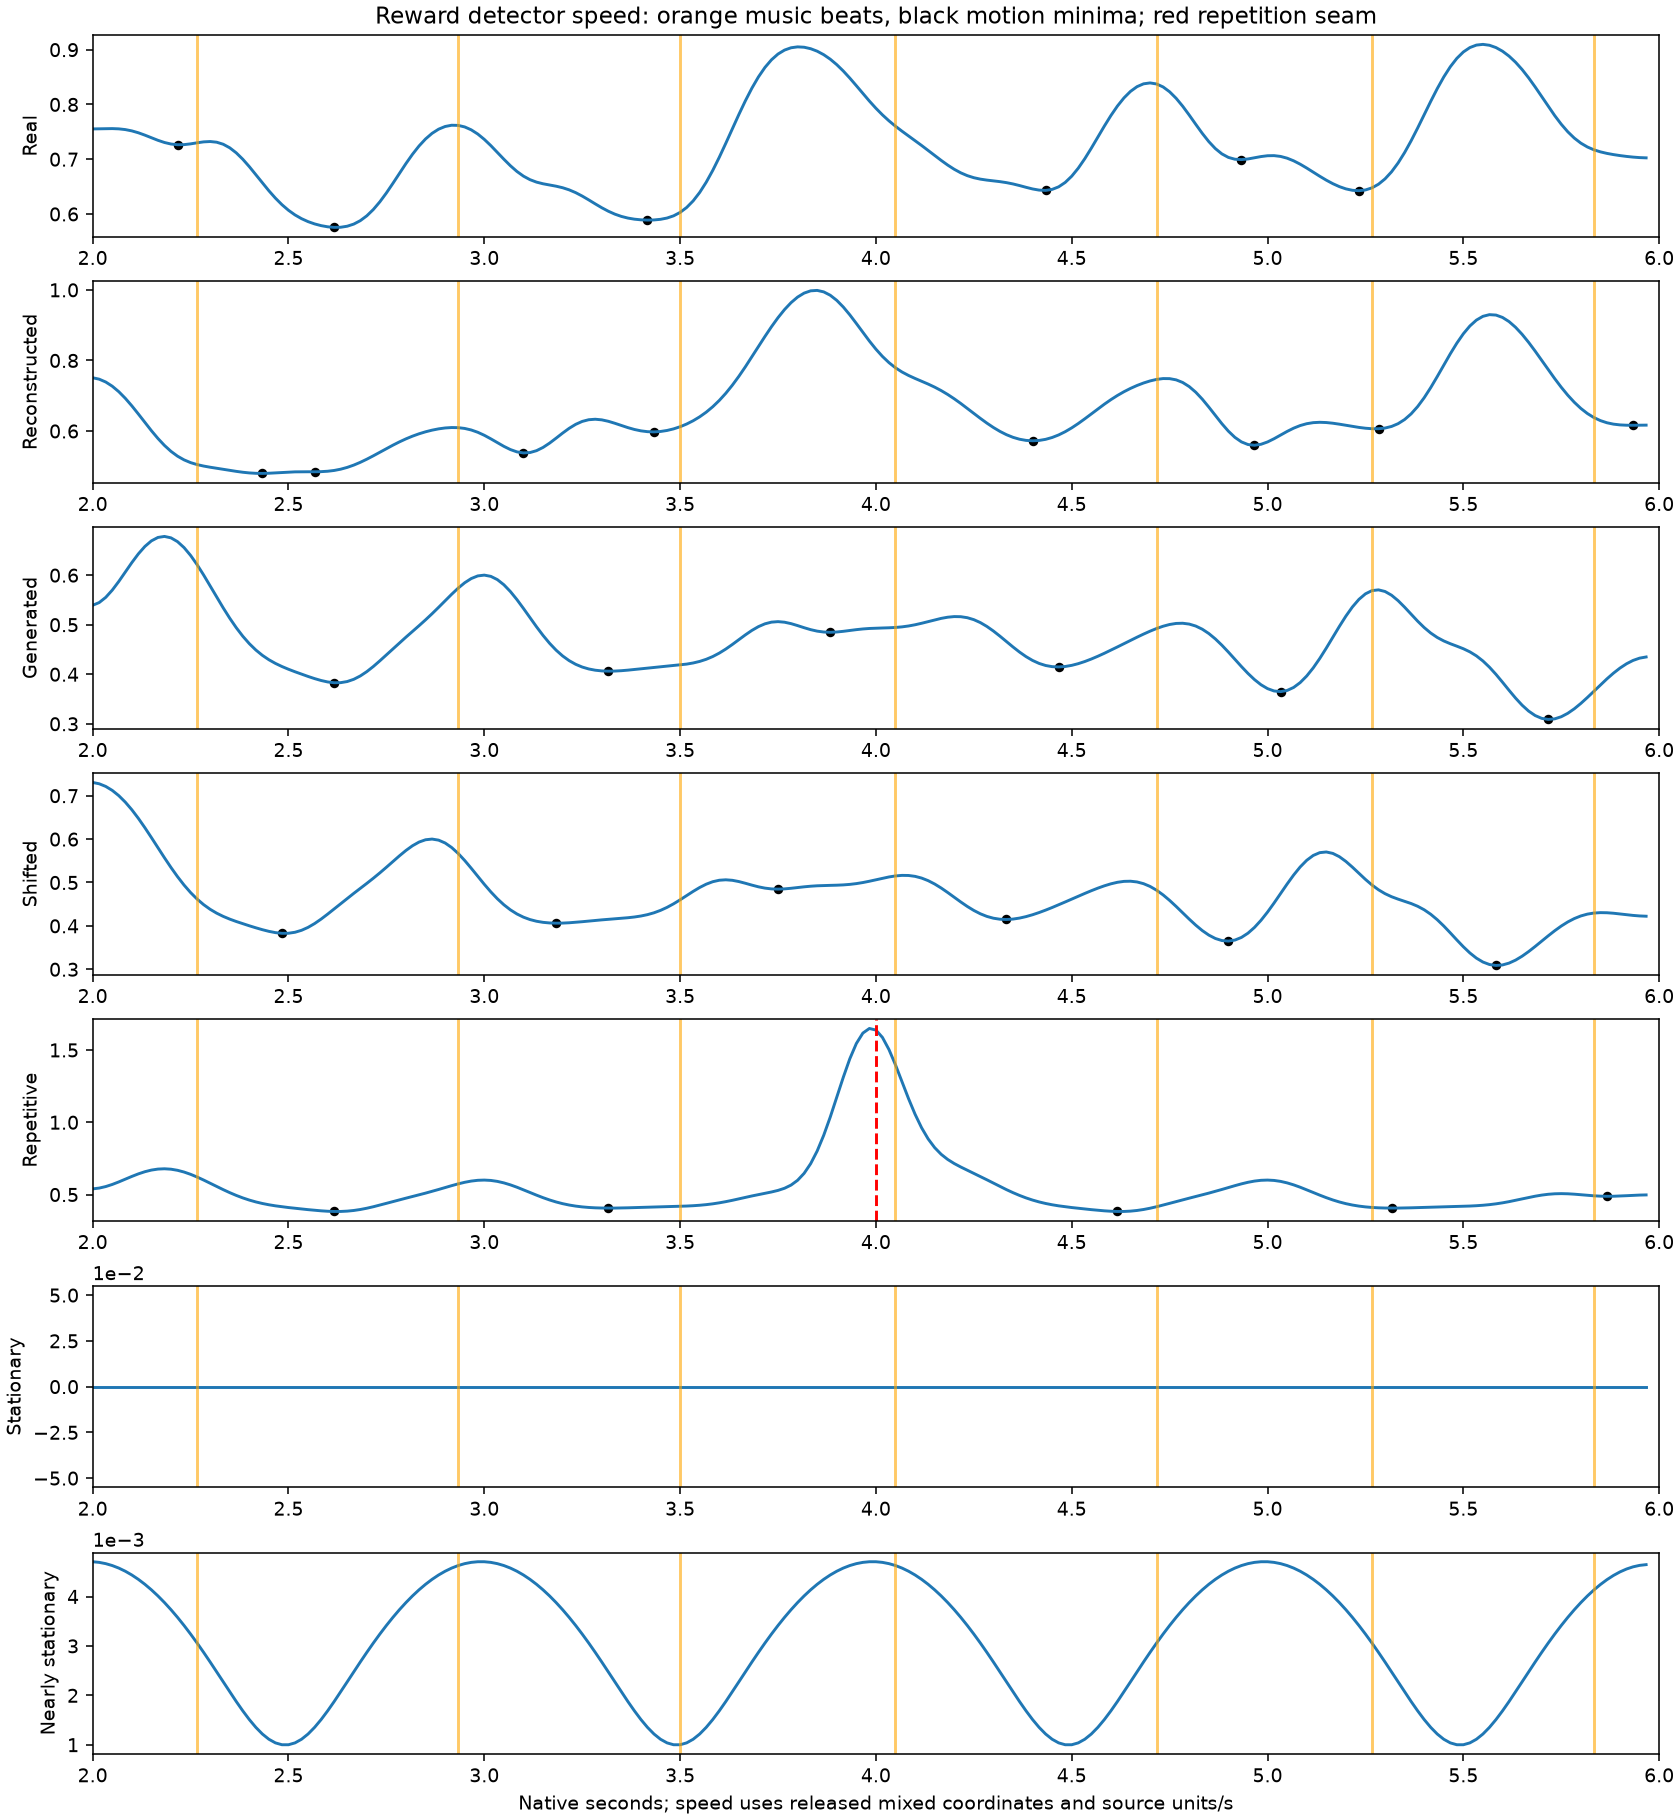 Reward detector speed: orange music beats, black motion minima; red repetition seam
Real
0.9
0.8
0.7
0.6
2.0 2.5 3.0 3.5 4.0 4.5 5.0 5.5 6.0
Reconstructed
1.0
0.8
0.6
2.0 2.5 3.0 3.5 4.0 4.5 5.0 5.5 6.0
Generated
0.6
0.5
0.4
0.3
2.0 2.5 3.0 3.5 4.0 4.5 5.0 5.5 6.0
Shifted
0.7
0.6
0.5
0.4
0.3
2.0 2.5 3.0 3.5 4.0 4.5 5.0 5.5 6.0
Repetitive
1.5
1.0
0.5
2.0 2.5 3.0 3.5 4.0 4.5 5.0 5.5 6.0
1e−2
Stationary
5.0
2.5
0.0
−2.5
−5.0
2.0 2.5 3.0 3.5 4.0 4.5 5.0 5.5 6.0
1e−3
Nearly stationary
4
3
2
1
2.0 2.5 3.0 3.5 4.0 4.5 5.0 5.5 6.0
Native seconds; speed uses released mixed coordinates and source units/s